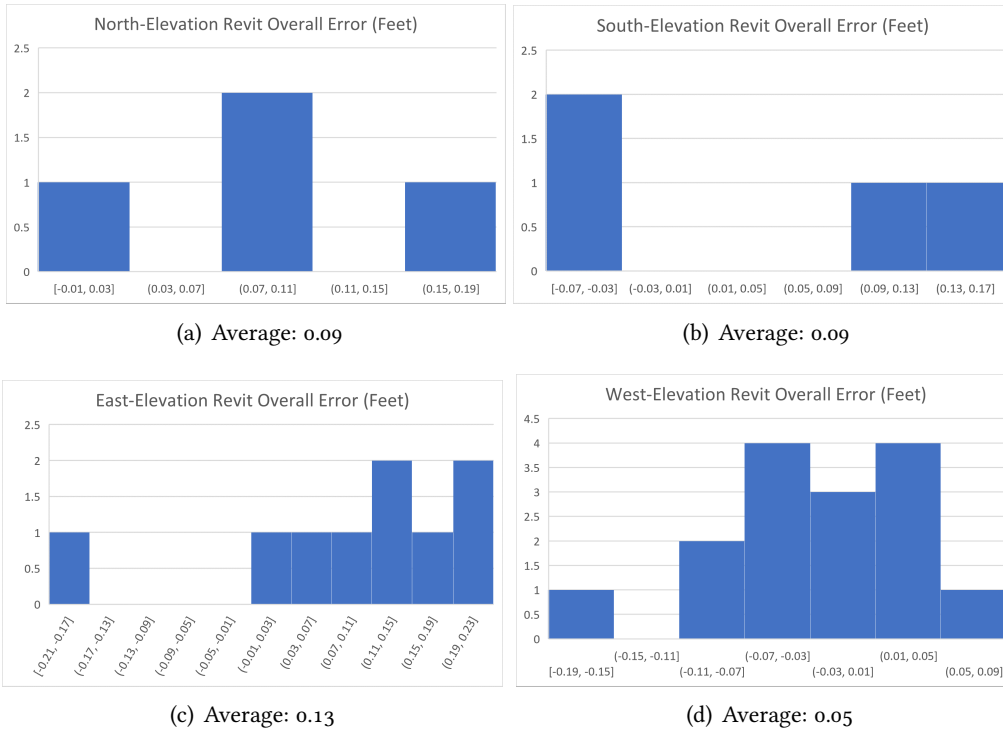 North-Elevation Revit Overall Error (Feet)
2.5
2
1.5
1
0.5
0
[-0.01, 0.03] (0.03, 0.07] (0.07, 0.11] (0.11, 0.15] (0.15, 0.19]
(a) Average: 0.09
South-Elevation Revit Overall Error (Feet)
2.5
2
1.5
1
0.5
0
[-0.07, -0.03] (-0.03, 0.01] (0.01, 0.05] (0.05, 0.09] (0.09, 0.13] (0.13, 0.17]
(b) Average: 0.09
East-Elevation Revit Overall Error (Feet)
2.5
2
1.5
1
0.5
0
[-0.21, -0.17] (-0.17, -0.13] (-0.13, -0.09] (-0.09, -0.05] (-0.05, -0.01] (-0.01, 0.03] (0.03, 0.07] (0.07, 0.11] (0.11, 0.15] (0.15, 0.19] (0.19, 0.23]
(c) Average: 0.13
West-Elevation Revit Overall Error (Feet)
4.5
4
3.5
3
2.5
2
1.5
1
0.5
0
(-0.15, -0.11] (-0.07, -0.03] (0.01, 0.05]
[-0.19, -0.15] (-0.11, -0.07] (-0.03, 0.01] (0.05, 0.09]
(d) Average: 0.05